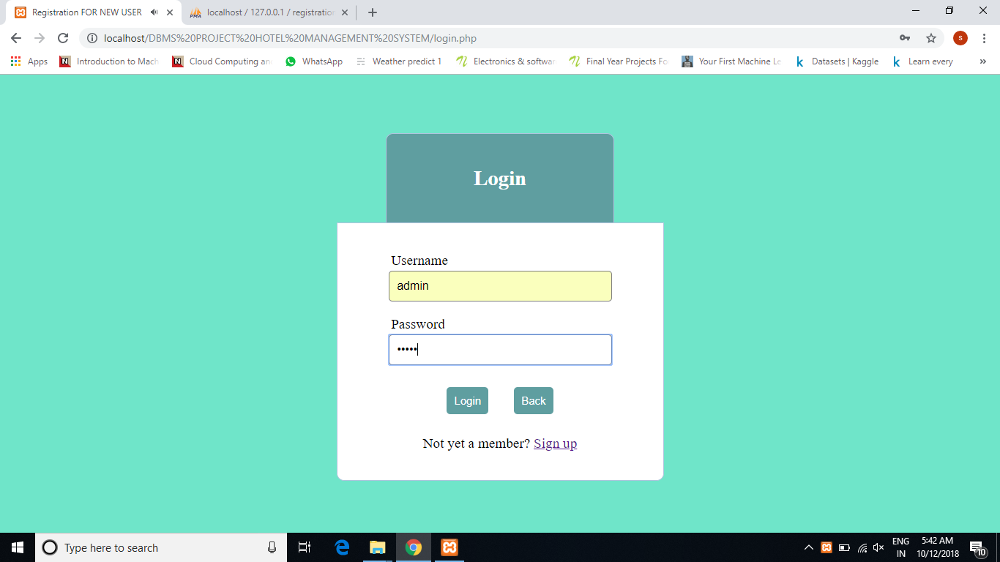 Registration FOR NEW USER
localhost / 127.0.0.1 / registration
localhost/DBMS%20PROJECT%20HOTEL%20MANAGEMENT%20SYSTEM/login.php
s
Apps
Introduction to Mach
Cloud Computing an
WhatsApp
Weather predict 1
Electronics & softwar
Final Year Projects Fo
Your First Machine Le
Datasets | Kaggle
Learn every
»
Login
Username
admin
Password
•••••
Login Back
Not yet a member? Sign up
Type here to search
ENG
IN
5:42 AM
10/12/2018
10